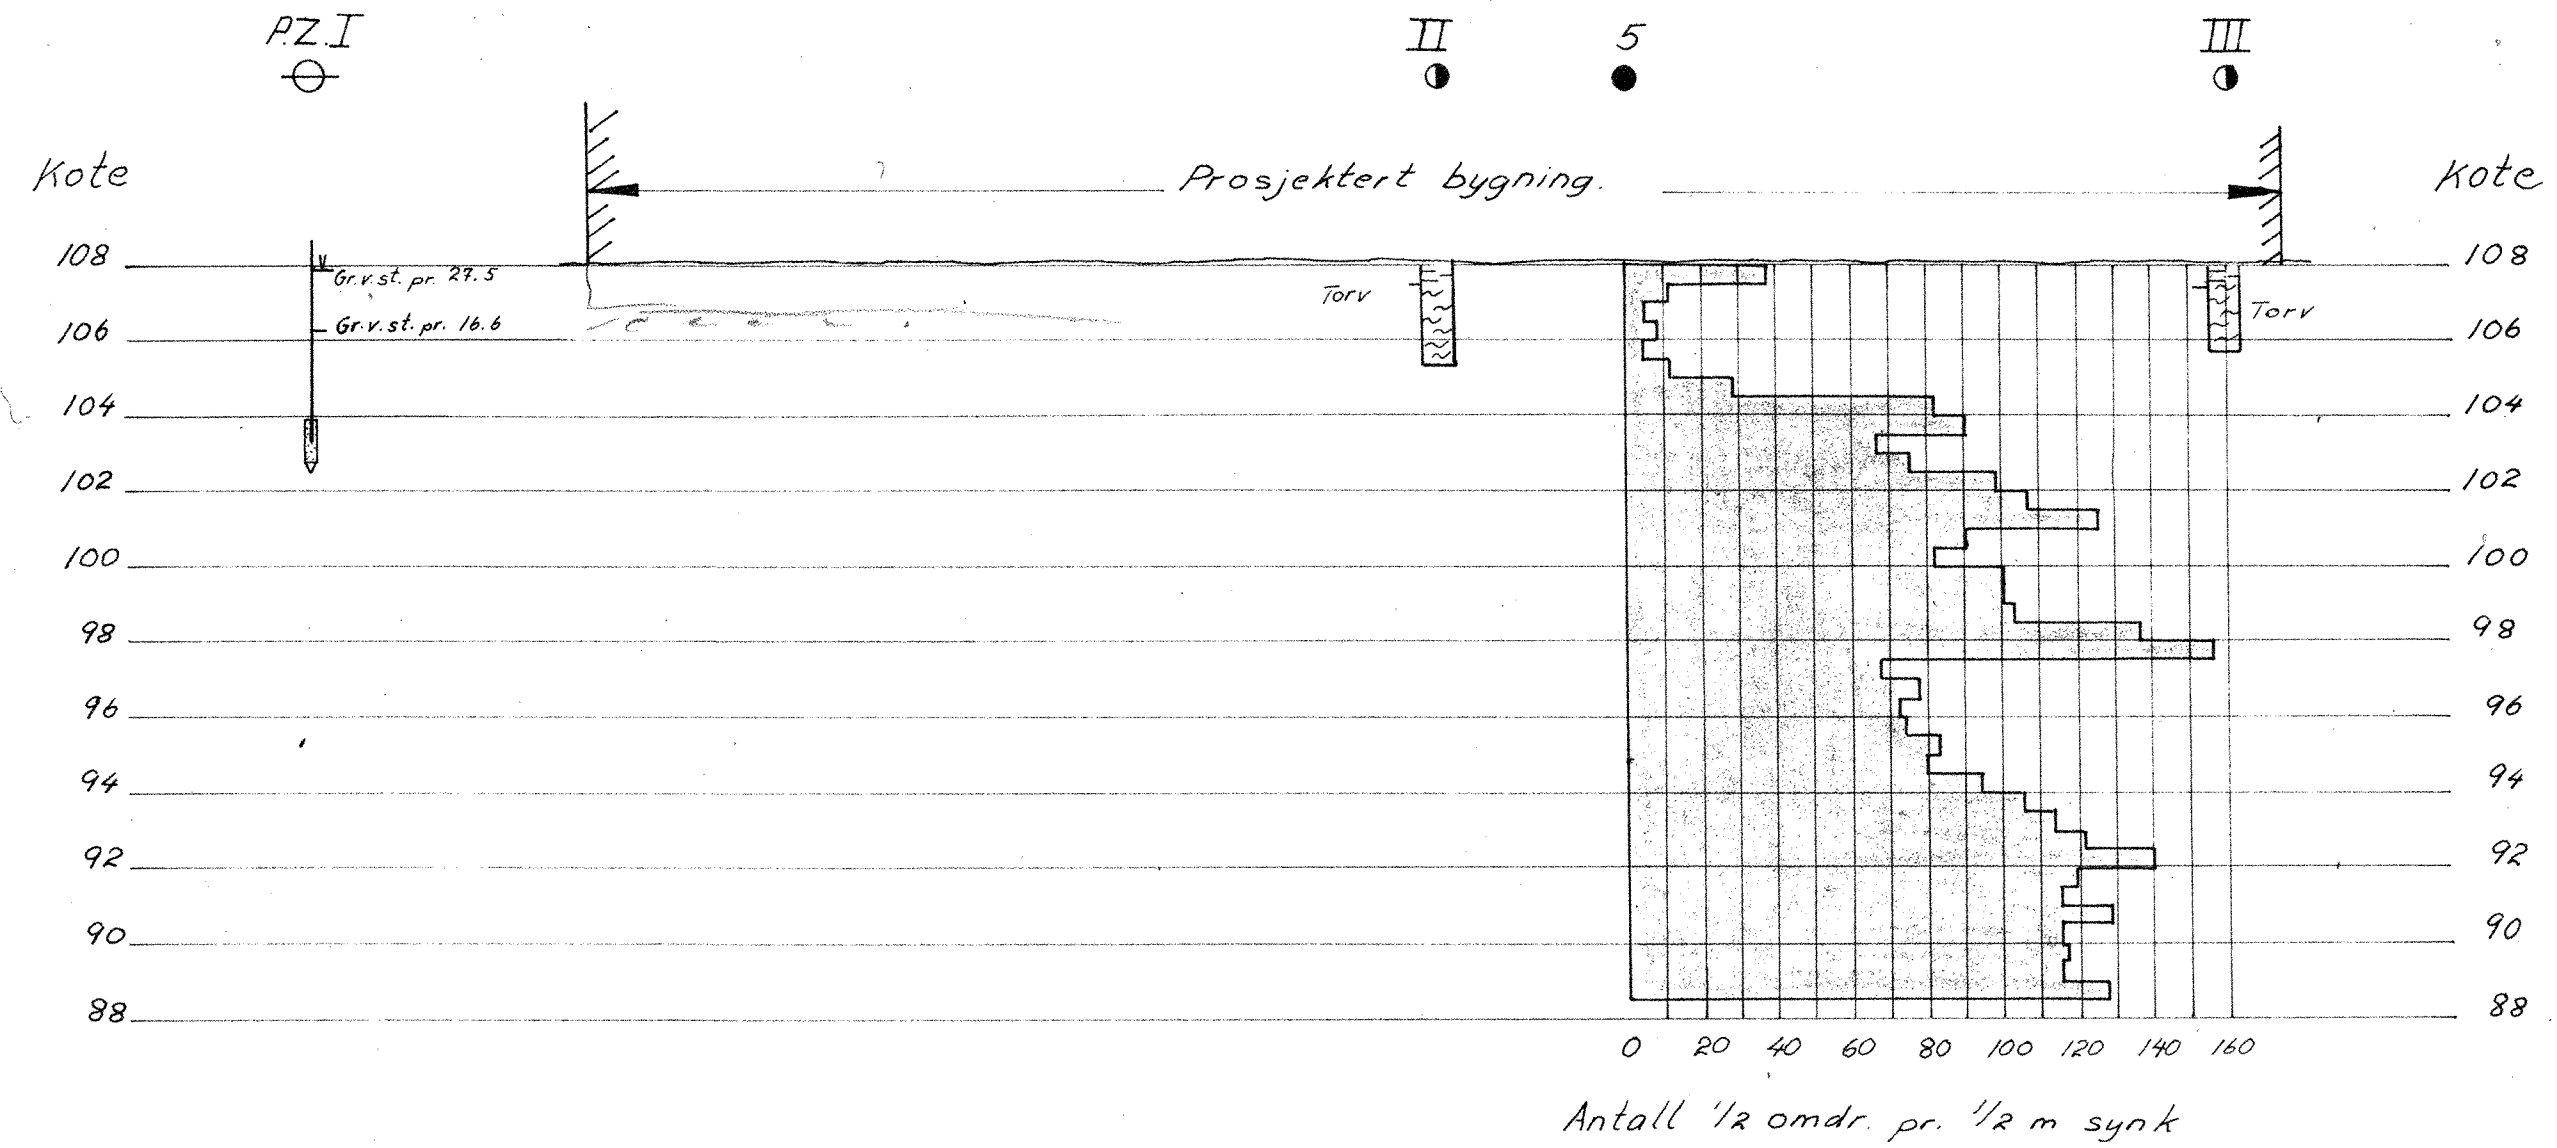 P.Z.I II 5 III
Kote Prosjektert bygning. Kote
108 108
Gr.v.st. pr. 27.5
Torv Torv
106 Gr.v.st. pr. 16.6 106
104 104
102 102
100 100
98 98
96 96
94 94
92 92
90 90
88 88
0 20 40 60 80 100 120 140 160
Antall 1/2 omdr. pr. 1/2 m synk